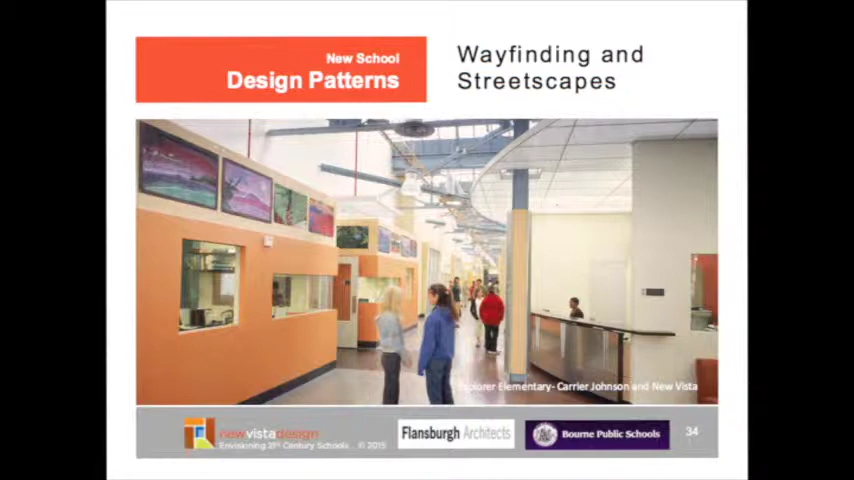 New School
Design Patterns
Wayfinding and
Streetscapes
Explorer Elementary- Carrier Johnson and New Vista
newvistadesign
Envisioning 21st Century Schools © 2015
Flansburgh Architects
Bourne Public Schools
34